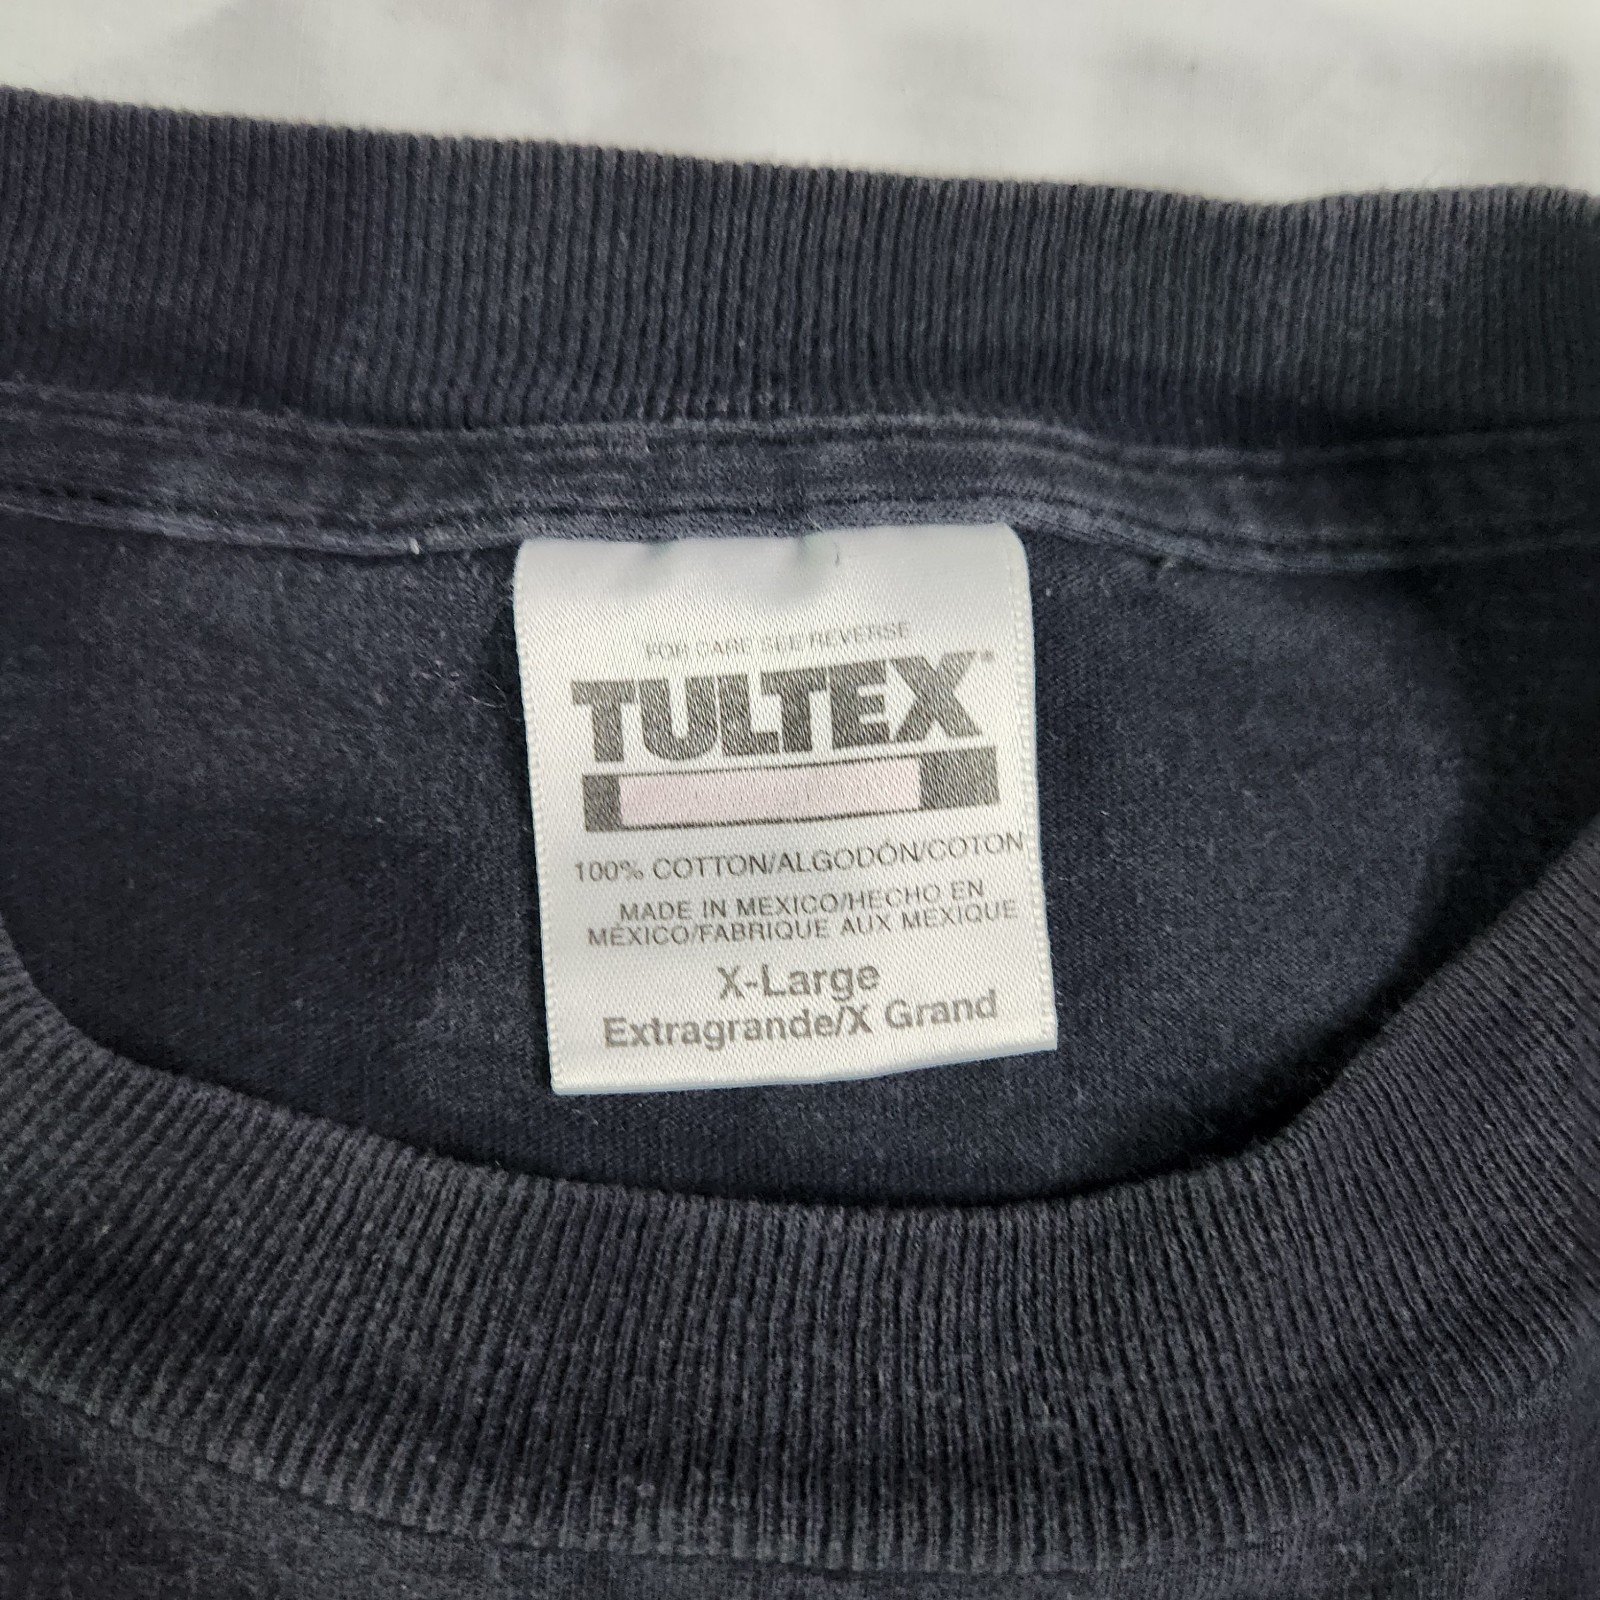 FOR CARE SEE REVERSE
TULTEX®
100% COTTON/ALGODÓN/COTON
MADE IN MEXICO/HECHO EN
MÉXICO/FABRIQUE AUX MEXIQUE
X-Large
Extragrande/X Grand